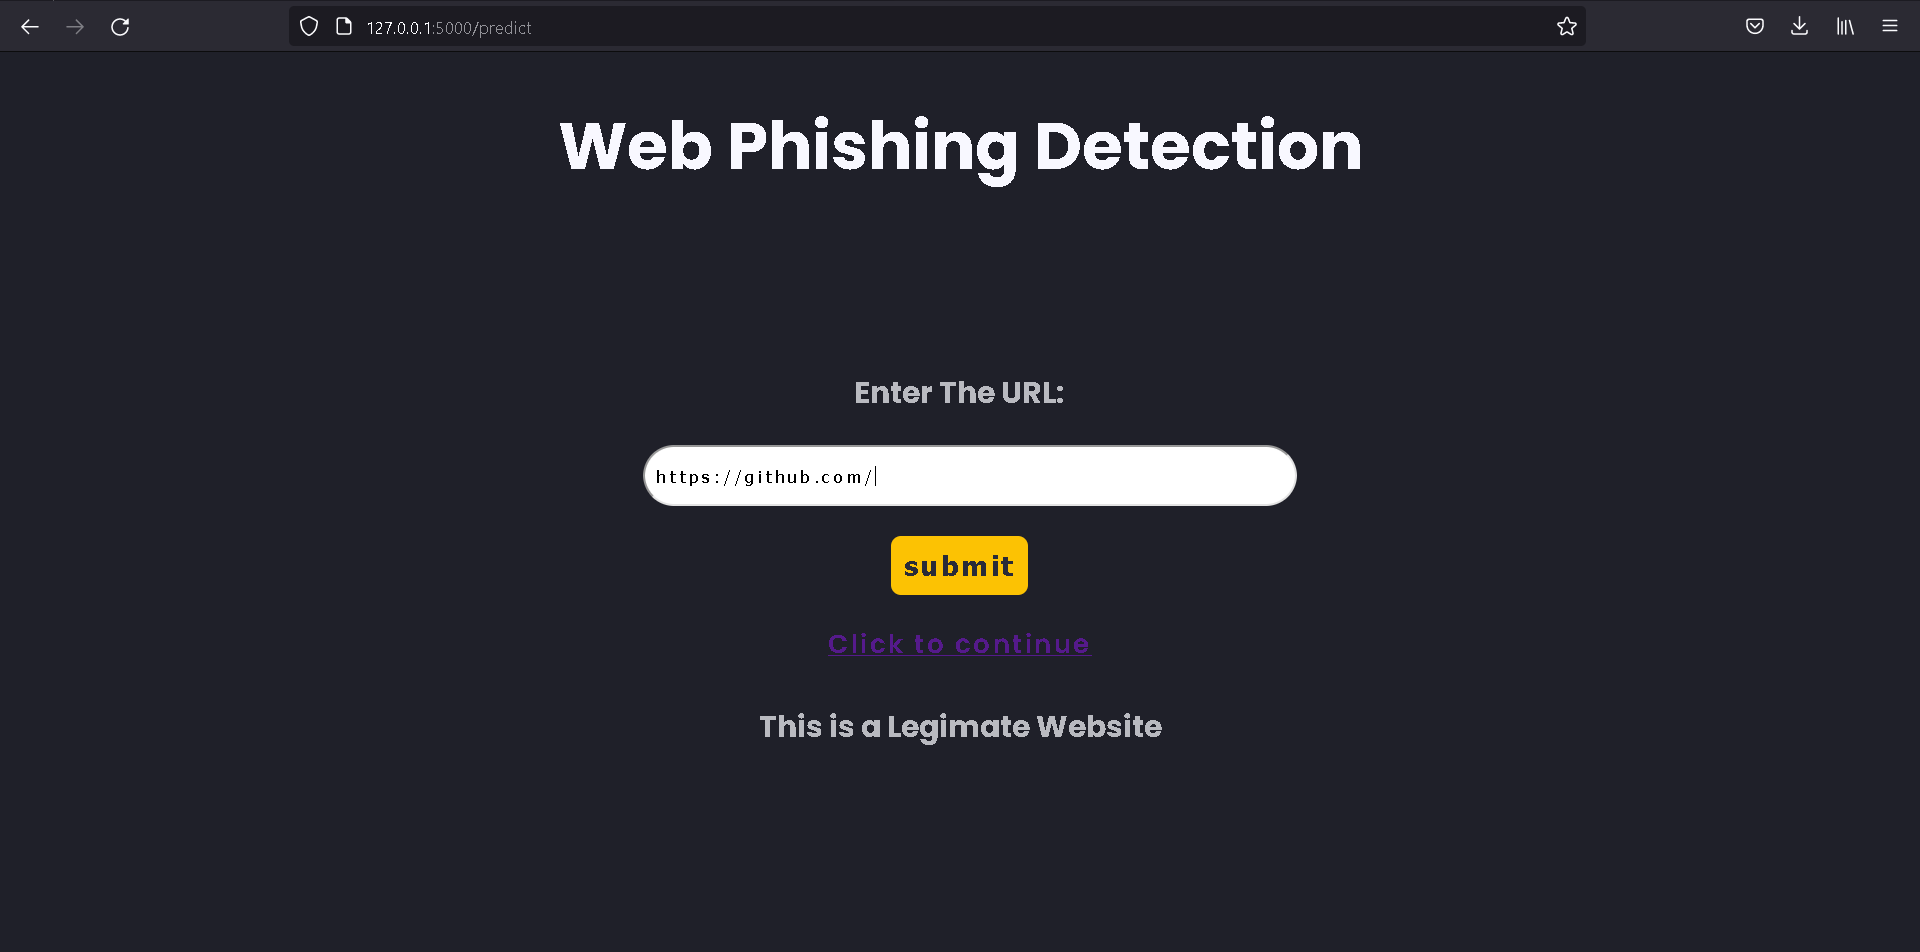 127.0.0.1:5000/predict
Web Phishing Detection
Enter The URL:
https://github.com/
submit
Click to continue
This is a Legimate Website